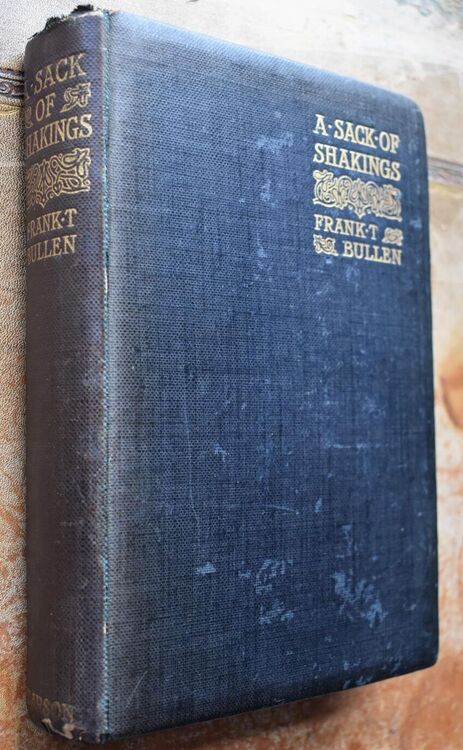 A·SACK
OF
SHAKINGS
FRANK·T
BULLEN
A·SACK·OF
SHAKINGS
FRANK·T
BULLEN